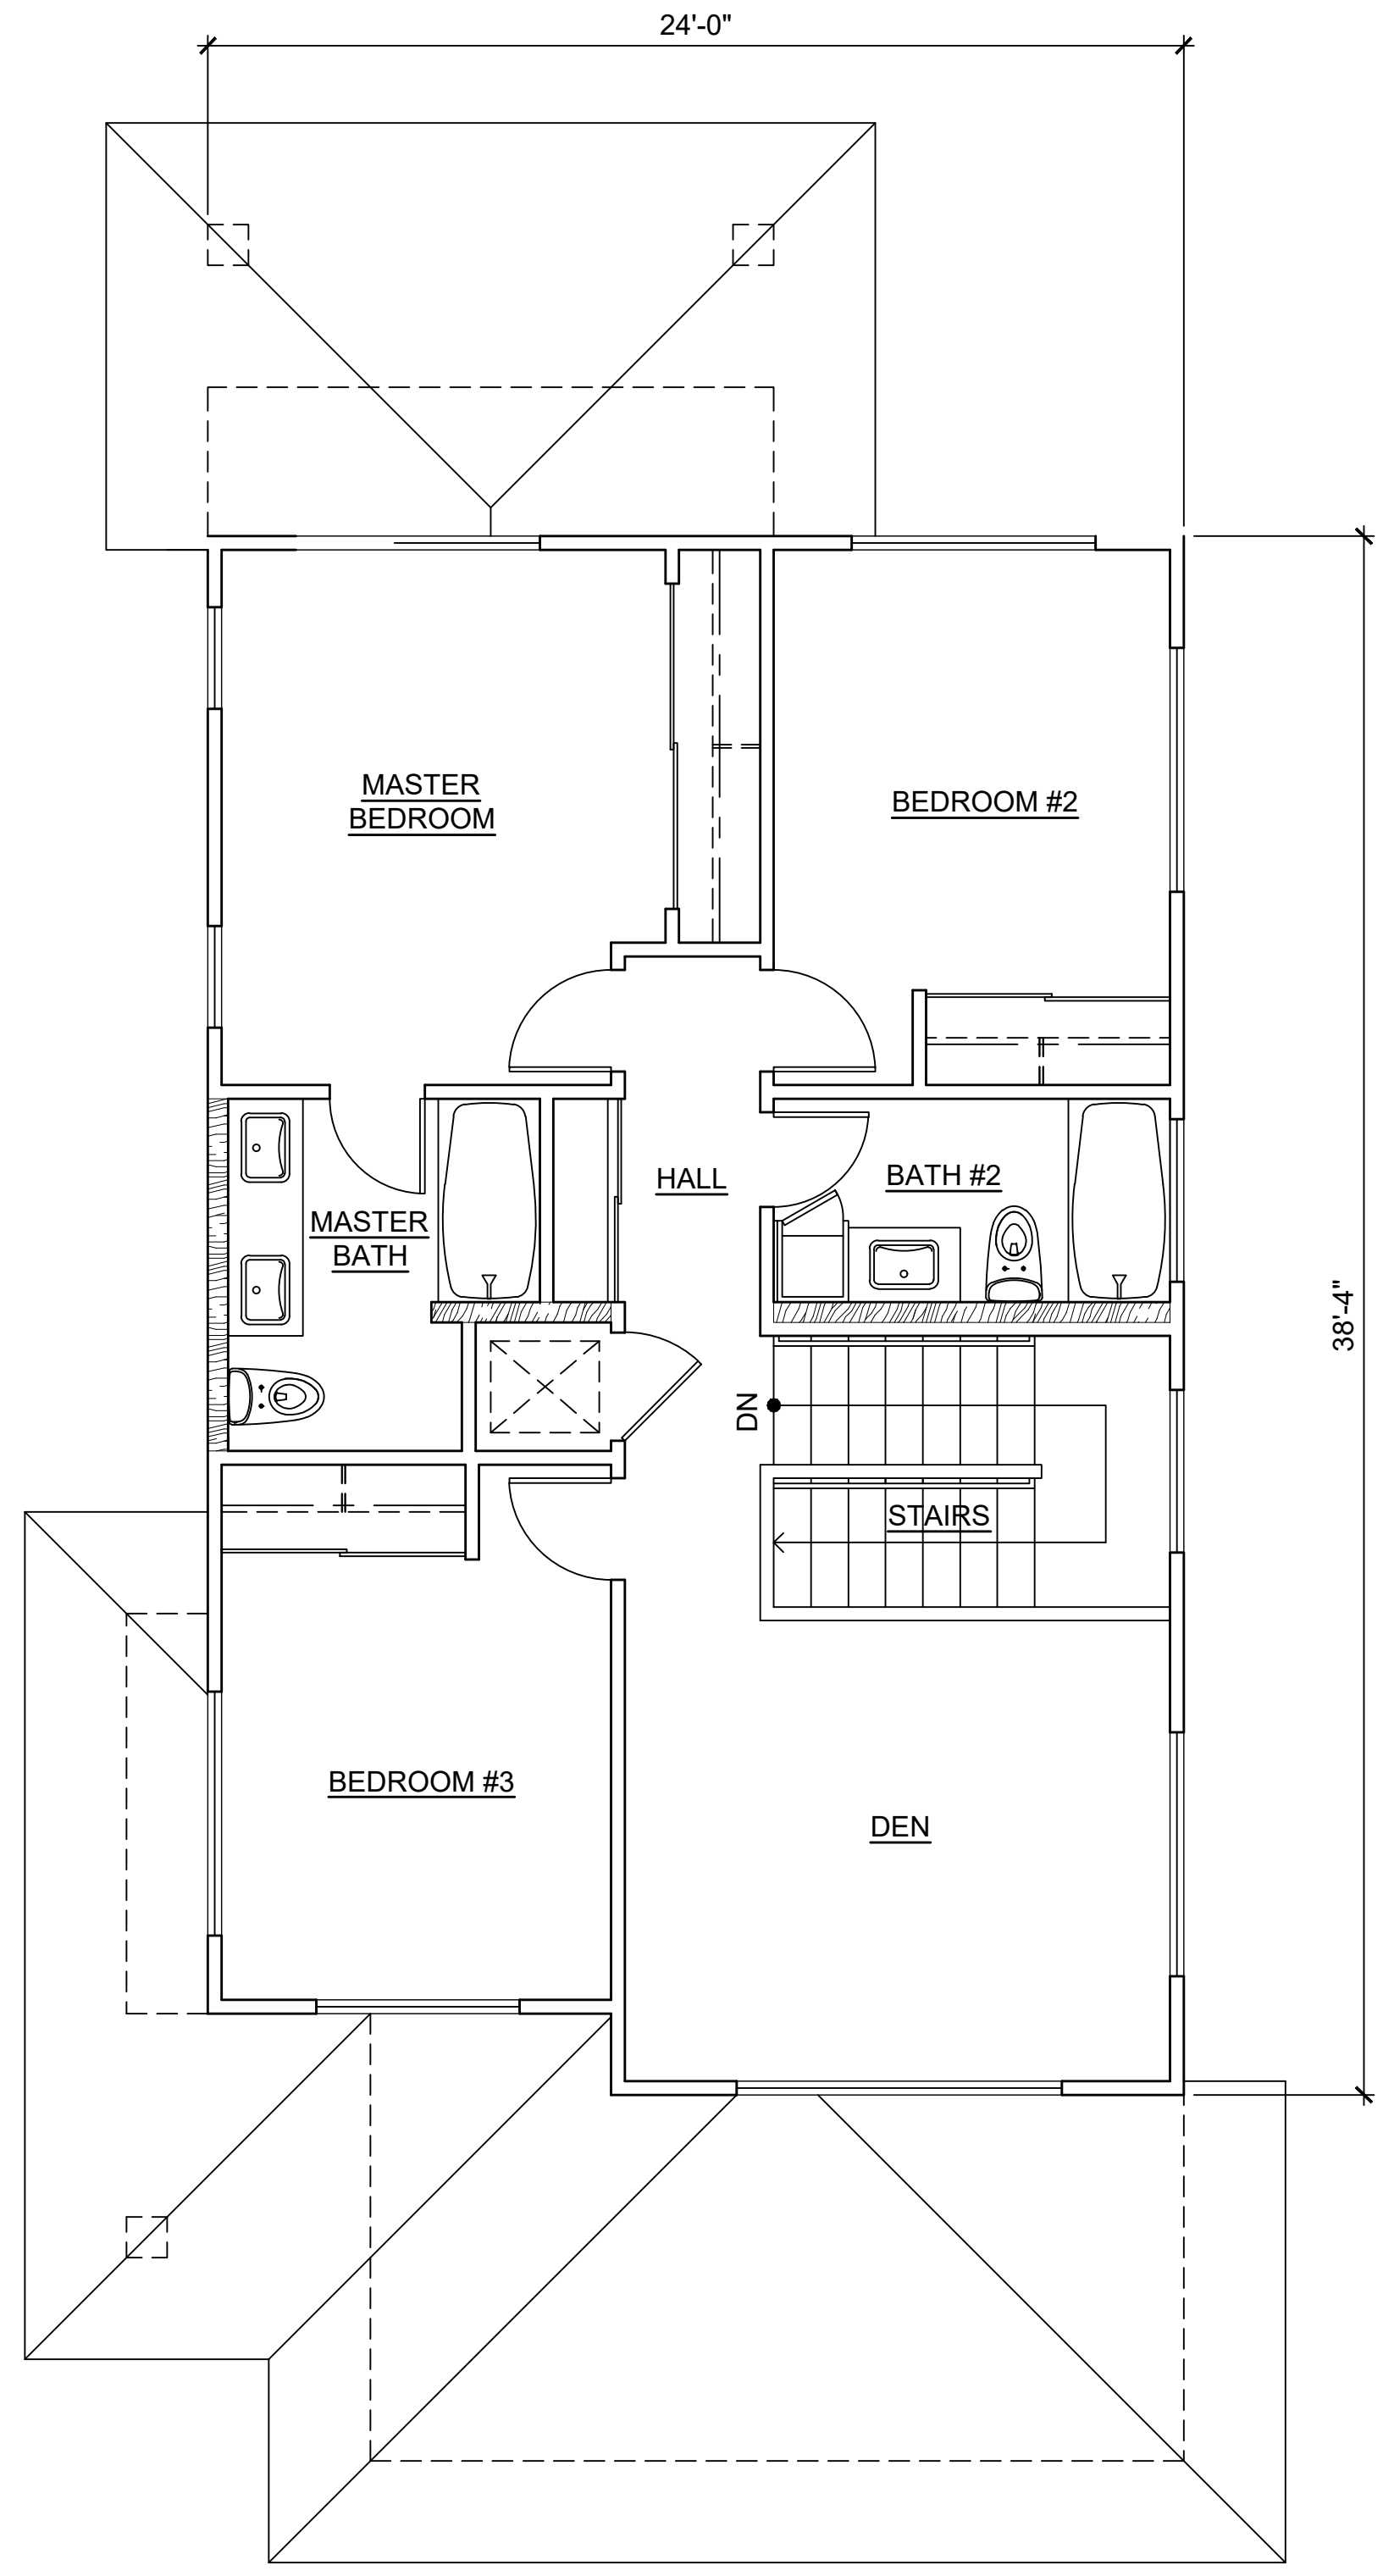 24'-0"
MASTER
BEDROOM
BEDROOM #2
HALL
BATH #2
MASTER
BATH
38'-4"
DN
STAIRS
BEDROOM #3
DEN